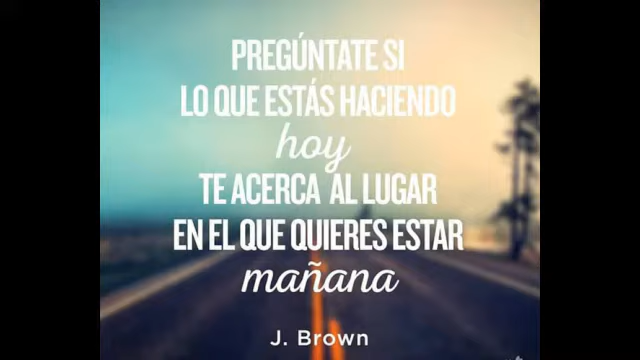 PREGÚNTATE SI
LO QUE ESTÁS HACIENDO
hoy
TE ACERCA AL LUGAR
EN EL QUE QUIERES ESTAR
mañana
J. Brown